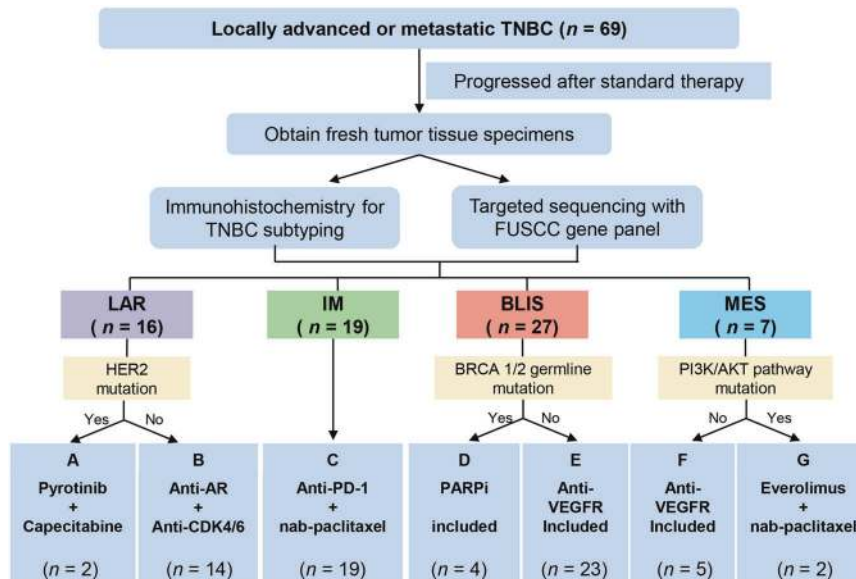 Locally advanced or metastatic TNBC (n = 69)
Progressed after standard therapy
Obtain fresh tumor tissue specimens
Immunohistochemistry for
TNBC subtyping
Targeted sequencing with
FUSCC gene panel
LAR
( n = 16)
IM
( n = 19)
BLIS
( n = 27)
MES
( n = 7)
HER2
mutation
BRCA 1/2 germline
mutation
PI3K/AKT pathway
mutation
Yes
No
Yes
No
No
Yes
A
Pyrotinib
+
Capecitabine
(n = 2)
B
Anti-AR
+
Anti-CDK4/6
(n = 14)
C
Anti-PD-1
+
nab-paclitaxel
(n = 19)
D
PARPi
included
(n = 4)
E
Anti-
VEGFR
Included
(n = 23)
F
Anti-
VEGFR
Included
(n = 5)
G
Everolimus
+
nab-paclitaxel
(n = 2)